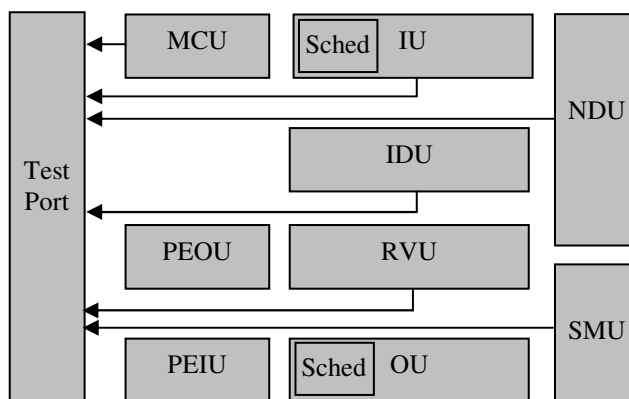 MCU
Sched
IU
NDU
IDU
Test
Port
PEOU
RVU
SMU
PEIU
Sched
OU